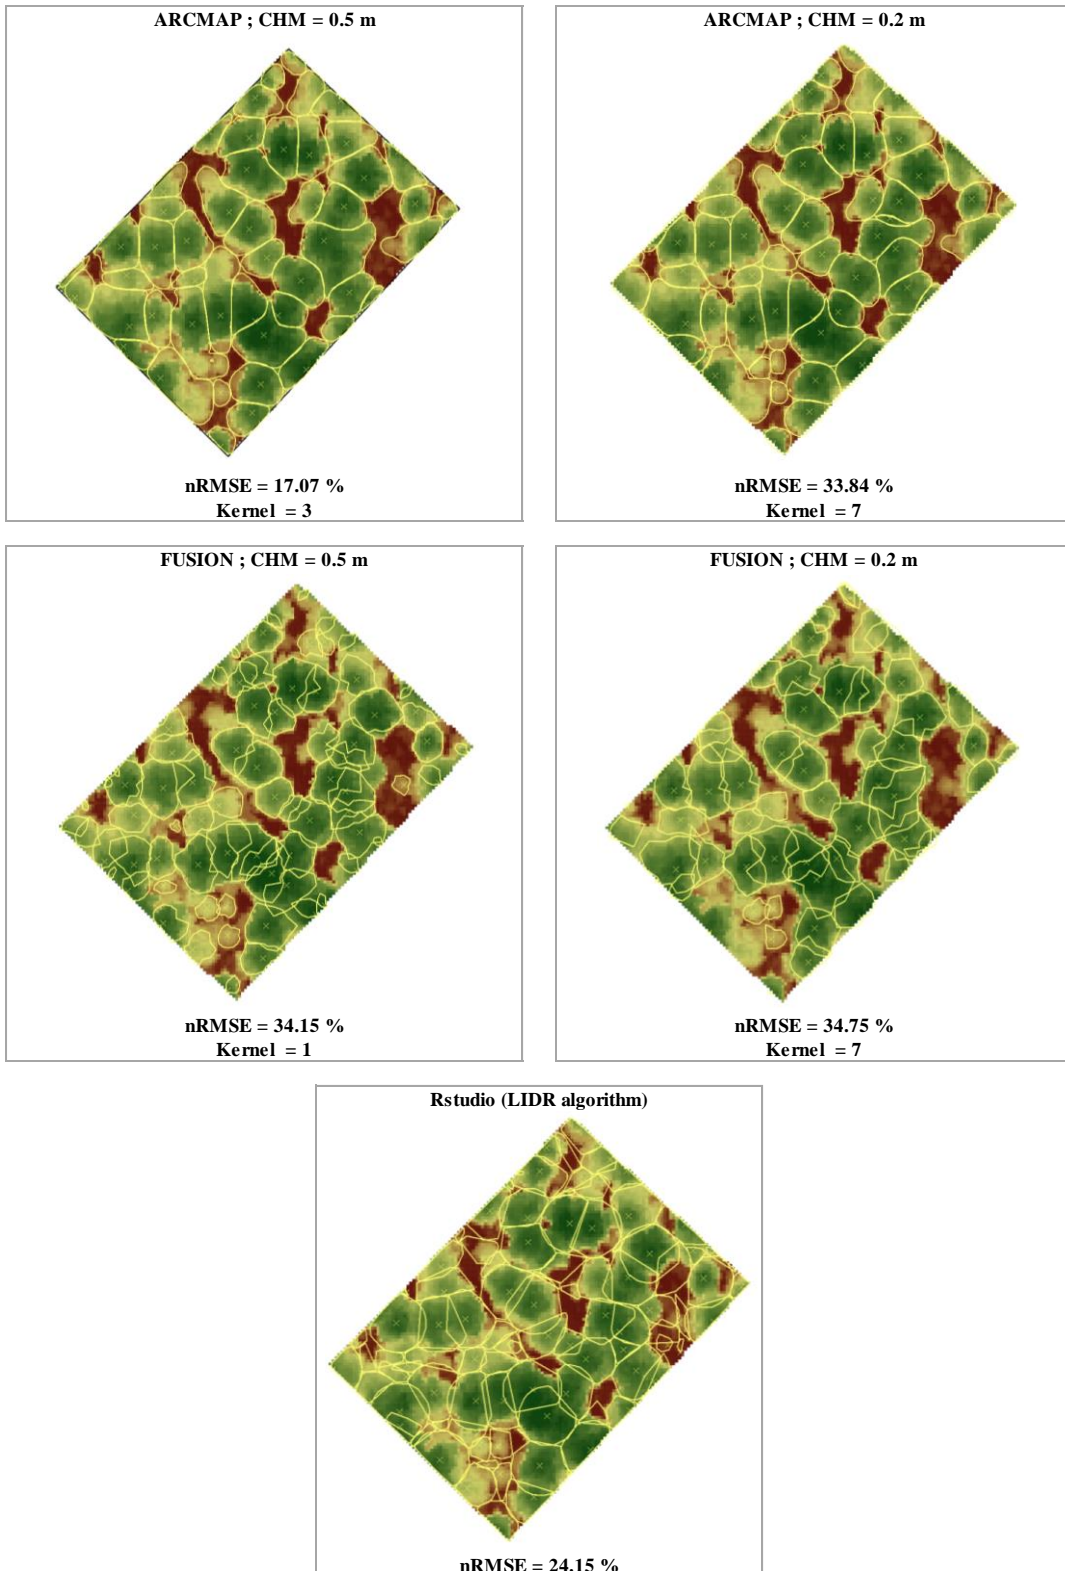 ARCMAP ; CHM = 0.5 m
nRMSE = 17.07 %
Kernel = 3
ARCMAP ; CHM = 0.2 m
nRMSE = 33.84 %
Kernel = 7
FUSION ; CHM = 0.5 m
nRMSE = 34.15 %
Kernel = 1
FUSION ; CHM = 0.2 m
nRMSE = 34.75 %
Kernel = 7
Rstudio (LIDR algorithm)
nRMSE = 24.15 %